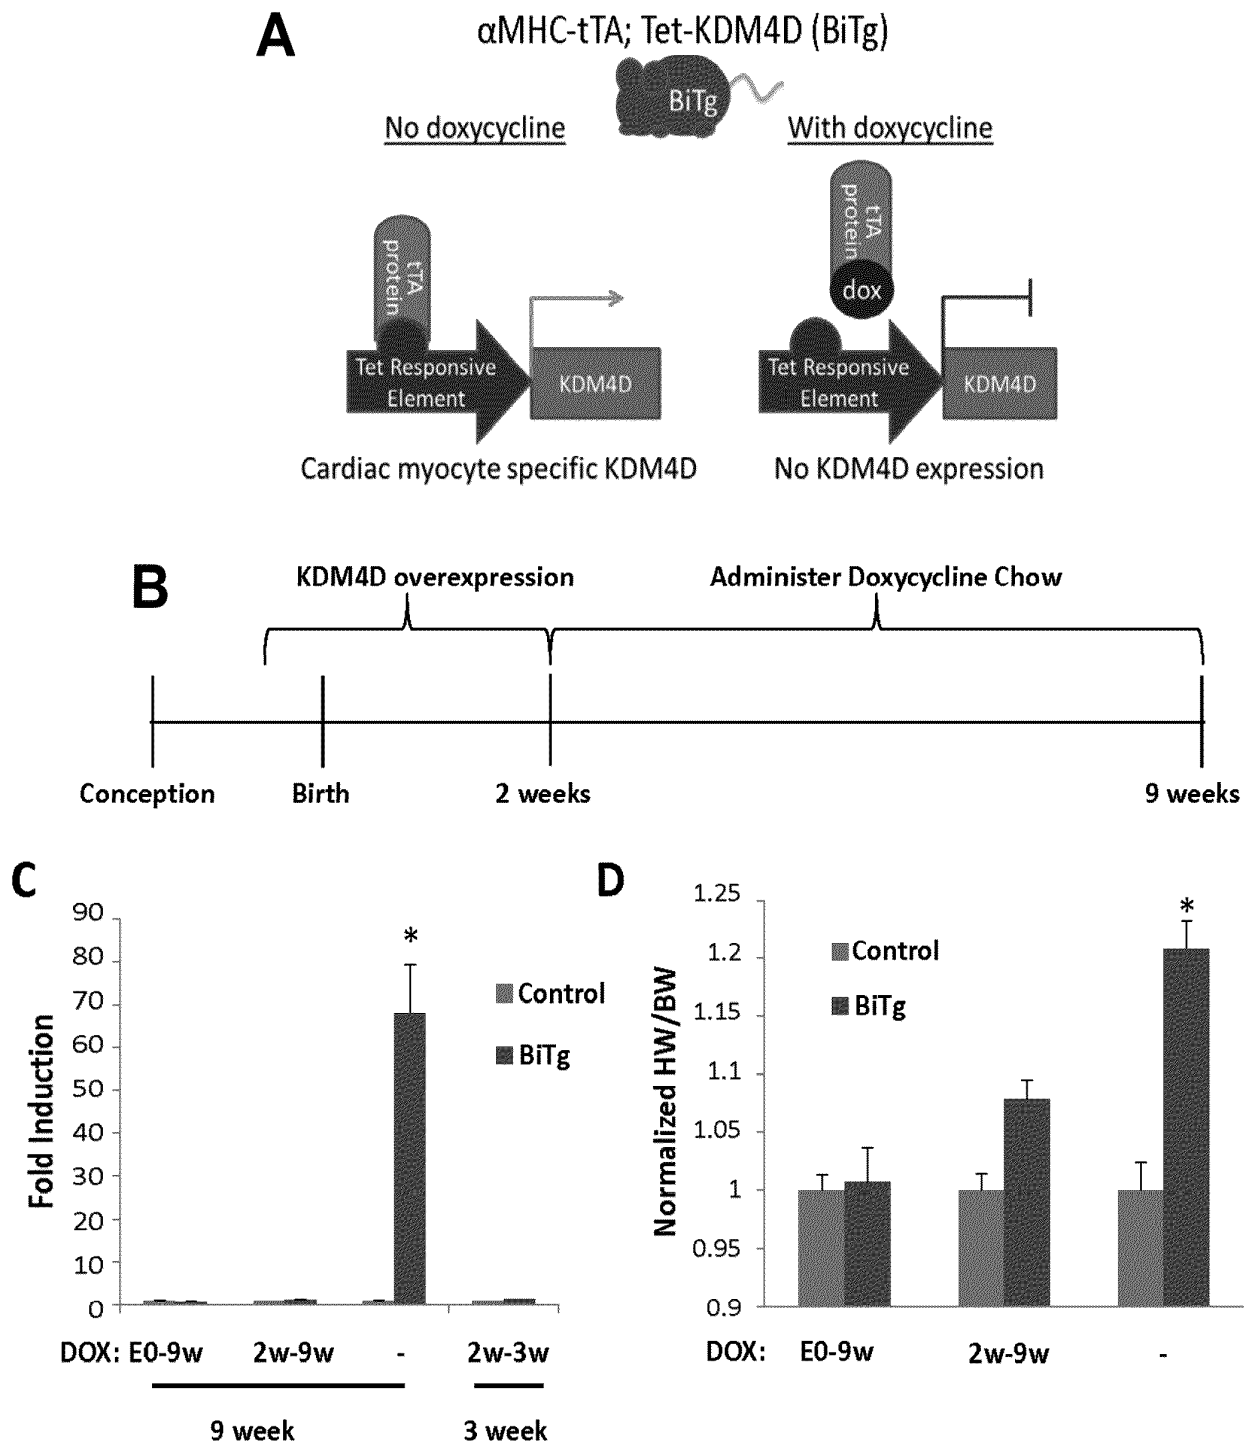 A
αMHC-tTA; Tet-KDM4D (BiTg)
BiTg
No doxycycline
With doxycycline
tTA
protein
tTA
protein
dox
Tet Responsive
Element
KDM4D
Tet Responsive
Element
KDM4D
Cardiac myocyte specific KDM4D
No KDM4D expression
B
KDM4D overexpression
Administer Doxycycline Chow
Conception
Birth
2 weeks
9 weeks
C
Fold Induction
90
80
70
60
50
40
30
20
10
0
*
Control
BiTg
DOX: E0-9w 2w-9w - 2w-3w
9 week
3 week
D
Normalized HW/BW
1.25
1.2
1.15
1.1
1.05
1
0.95
0.9
*
Control
BiTg
DOX: E0-9w 2w-9w -